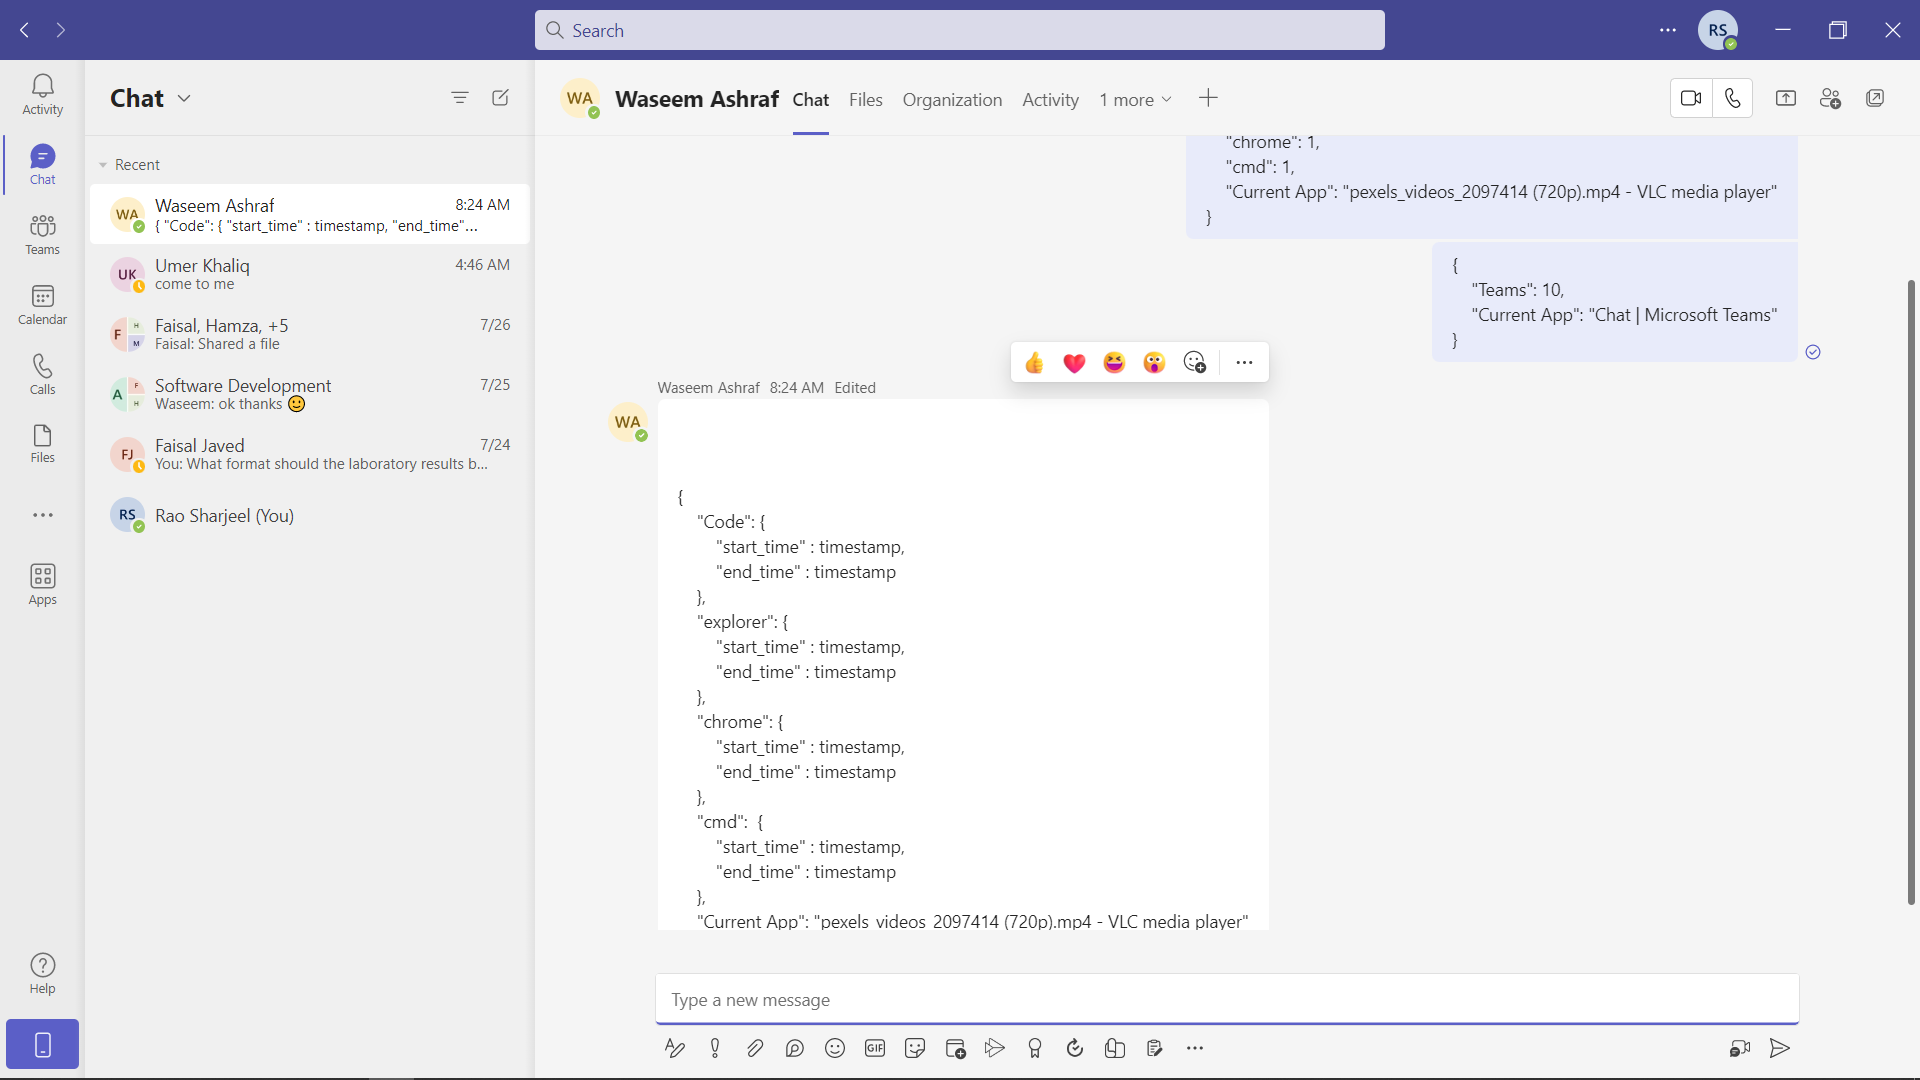 Search
RS
Activity
Chat
Teams
Calendar
Calls
Files
Apps
Help
Chat
Recent
WA
Waseem Ashraf
8:24 AM
{ "Code": { "start_time" : timestamp, "end_time"...
UK
Umer Khaliq
4:46 AM
come to me
F
H
M
Faisal, Hamza, +5
7/26
Faisal: Shared a file
A
F
H
Software Development
7/25
Waseem: ok thanks 🙂
FJ
Faisal Javed
7/24
You: What format should the laboratory results b...
RS
Rao Sharjeel (You)
WA
Waseem Ashraf
Chat
Files
Organization
Activity
1 more
"chrome": 1,
"cmd": 1,
"Current App": "pexels_videos_2097414 (720p).mp4 - VLC media player"
}
{
"Teams": 10,
"Current App": "Chat | Microsoft Teams"
}
Waseem Ashraf 8:24 AM Edited
WA
{
"Code": {
"start_time" : timestamp,
"end_time" : timestamp
},
"explorer": {
"start_time" : timestamp,
"end_time" : timestamp
},
"chrome": {
"start_time" : timestamp,
"end_time" : timestamp
},
"cmd": {
"start_time" : timestamp,
"end_time" : timestamp
},
"Current App": "pexels_videos_2097414 (720p).mp4 - VLC media player"
Type a new message
GIF